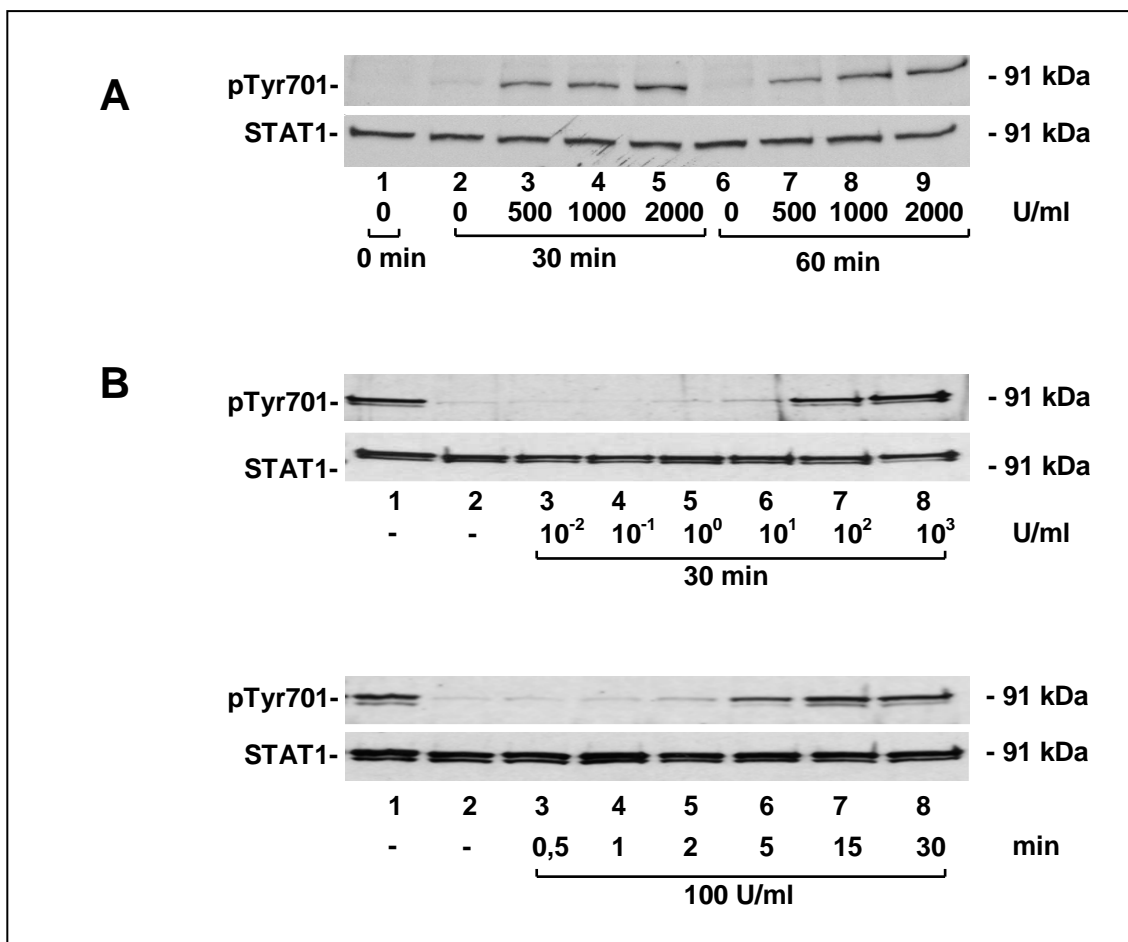 A
pTyr701- - 91 kDa
STAT1- - 91 kDa
1 2 3 4 5 6 7 8 9
0 0 500 1000 2000 0 500 1000 2000 U/ml
0 min 30 min 60 min
B
pTyr701- - 91 kDa
STAT1- - 91 kDa
1 2 3 4 5 6 7 8
- - 10⁻² 10⁻¹ 10⁰ 10¹ 10² 10³ U/ml
30 min
pTyr701- - 91 kDa
STAT1- - 91 kDa
1 2 3 4 5 6 7 8
- - 0,5 1 2 5 15 30 min
100 U/ml